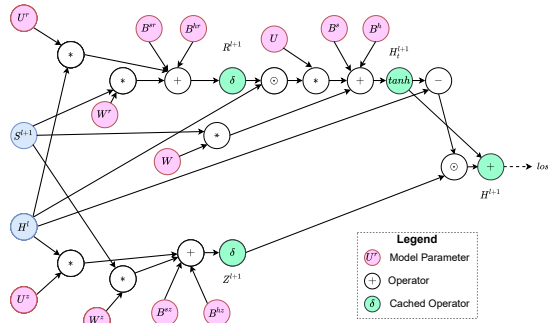 U^r
B^{sr} B^{hr} R^{l+1} U B^s B^h H_t^{l+1}
* * + δ ⊙ * + tanh −
W^r
S^{l+1} * W
⊙ + los
H^{l+1}
H^l
* * + δ Z^{l+1}
U^z W^z B^{sz} B^{hz}
Legend
U^r Model Parameter
+ Operator
δ Cached Operator